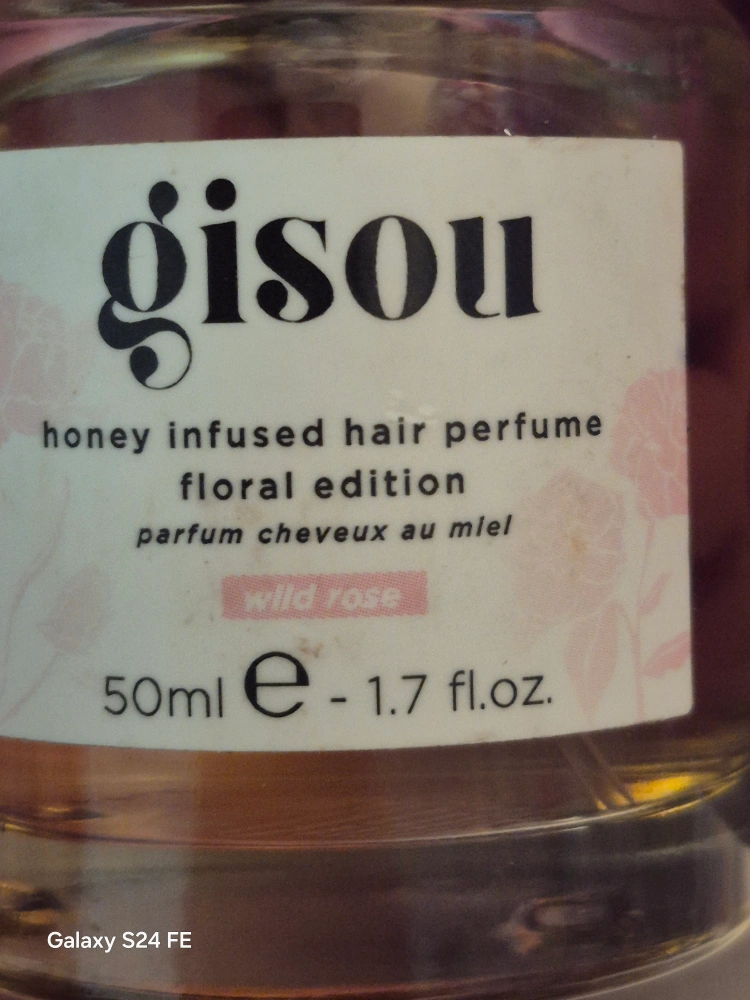 gisou
honey infused hair perfume
floral edition
parfum cheveux au miel
wild rose
50ml e - 1.7 fl.oz.
Galaxy S24 FE